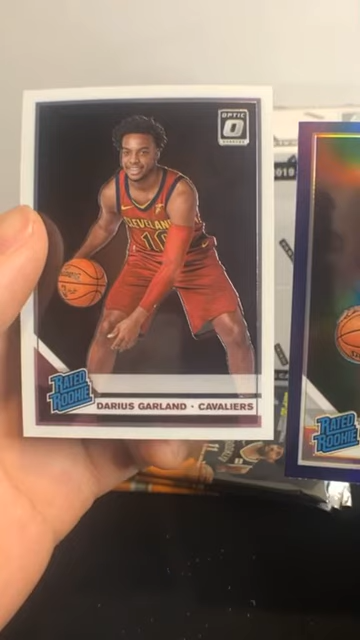 OPTIC
O
CLEVELAND
10
RATED
ROOKIE
DARIUS GARLAND · CAVALIERS
RATED
ROOKIE